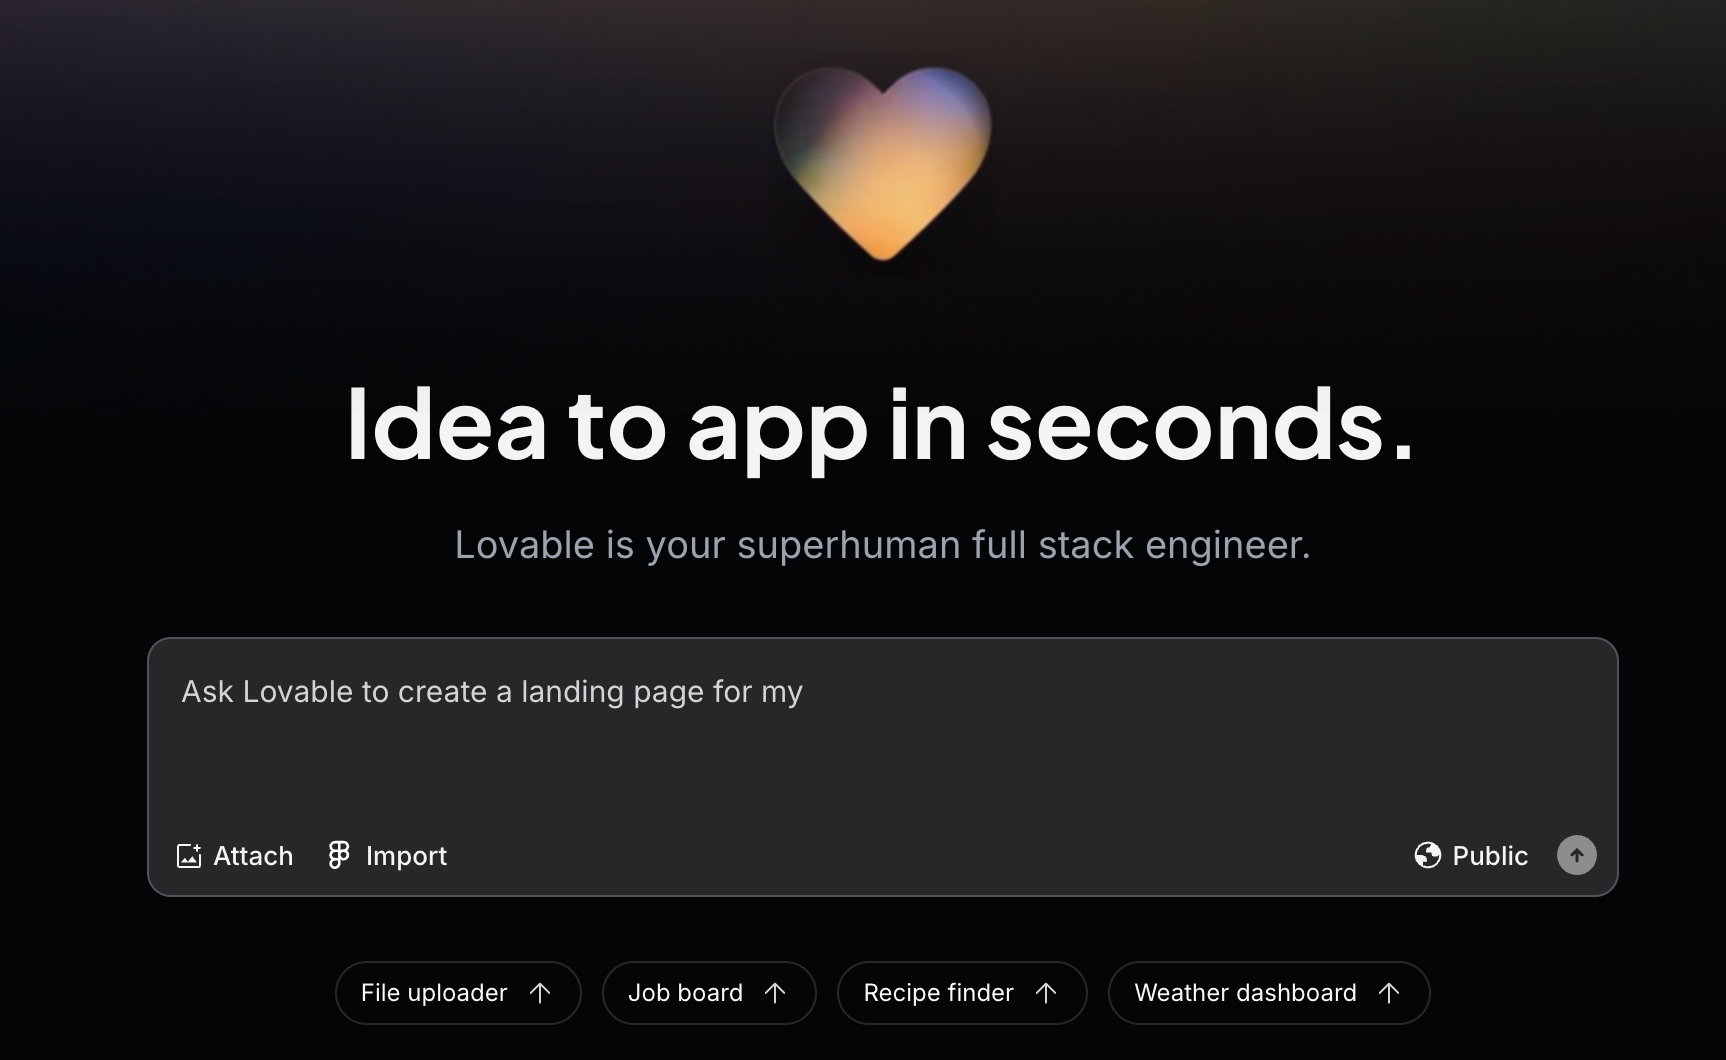 Idea to app in seconds.
Lovable is your superhuman full stack engineer.
Ask Lovable to create a landing page for my
Attach Import Public
File uploader Job board Recipe finder Weather dashboard